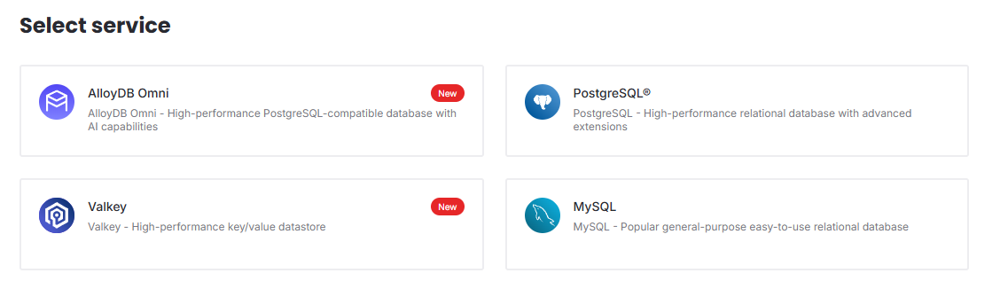 Select service
AlloyDB Omni
New
AlloyDB Omni - High-performance PostgreSQL-compatible database with
AI capabilities
PostgreSQL®
PostgreSQL - High-performance relational database with advanced
extensions
Valkey
New
Valkey - High-performance key/value datastore
MySQL
MySQL - Popular general-purpose easy-to-use relational database